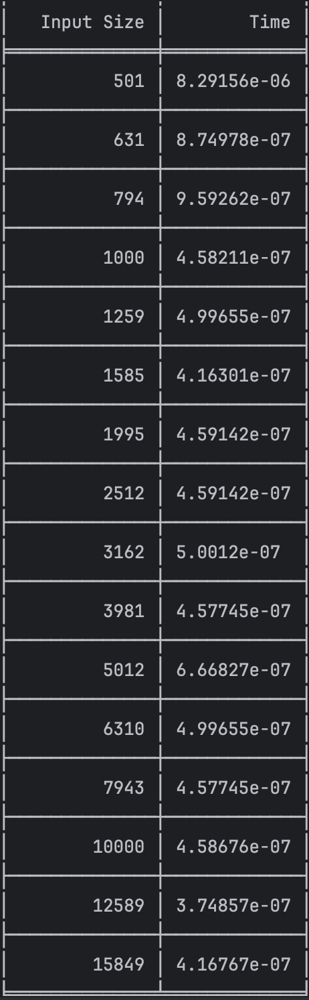 Input Size Time
501 8.29156e-06
631 8.74978e-07
794 9.59262e-07
1000 4.58211e-07
1259 4.99655e-07
1585 4.16301e-07
1995 4.59142e-07
2512 4.59142e-07
3162 5.0012e-07
3981 4.57745e-07
5012 6.66827e-07
6310 4.99655e-07
7943 4.57745e-07
10000 4.58676e-07
12589 3.74857e-07
15849 4.16767e-07